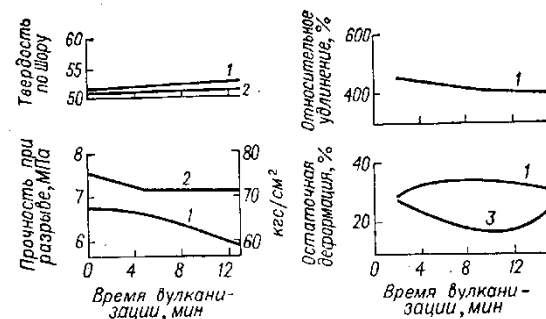 Твердость
по Шору
60
55
50
1
2
Относительное
удлинение, %
600
400
1
Прочность при
разрыве, МПа
8
7
6
2
1
80
70
60
кгс/см²
0 4 8 12
Время вулкани-
зации, мин
Остаточная
деформация, %
40
20
1
3
0 4 8 12
Время вулкани-
зации, мин